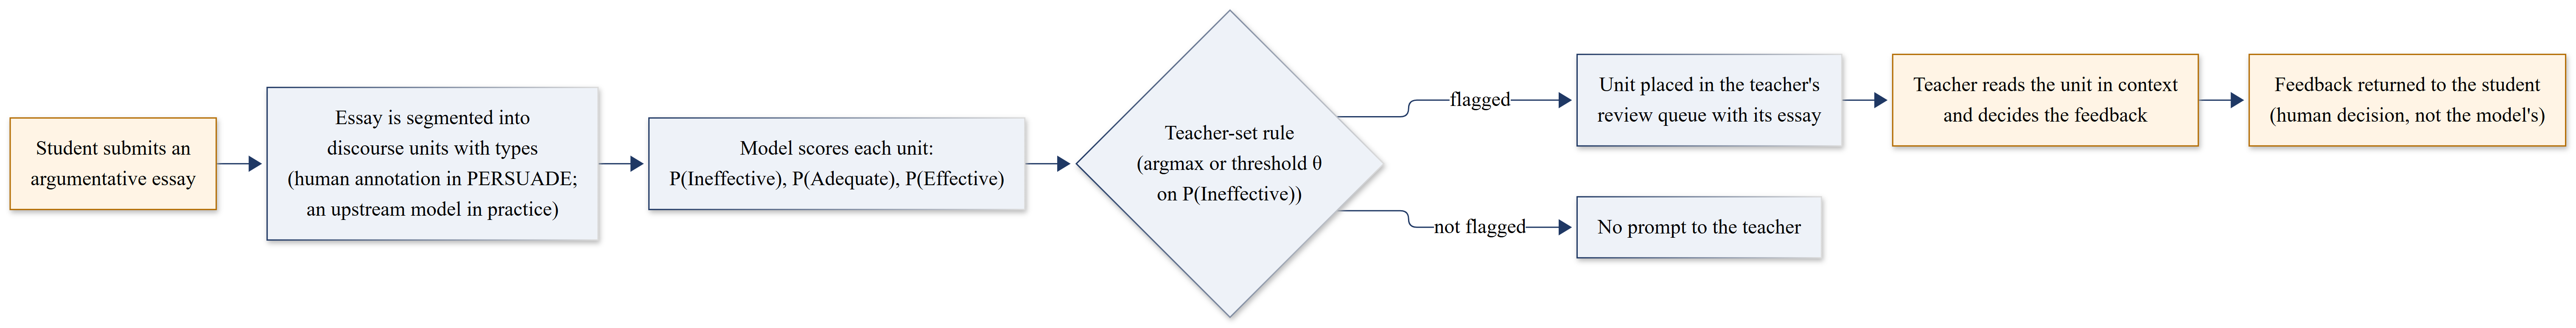 Student submits an
argumentative essay
Essay is segmented into
discourse units with types
(human annotation in PERSUADE;
an upstream model in practice)
Model scores each unit:
P(Ineffective), P(Adequate), P(Effective)
Teacher-set rule
(argmax or threshold θ
on P(Ineffective))
flagged
Unit placed in the teacher's
review queue with its essay
Teacher reads the unit in context
and decides the feedback
Feedback returned to the student
(human decision, not the model's)
not flagged
No prompt to the teacher